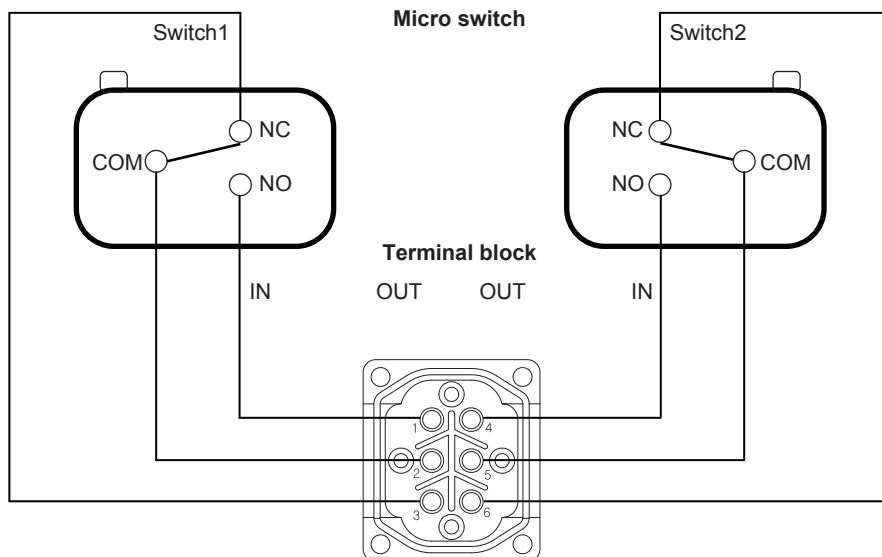 Micro switch
Switch1
Switch2
NC
NC
COM
COM
NO
NO
Terminal block
IN
OUT
OUT
IN
1
4
2
5
3
6